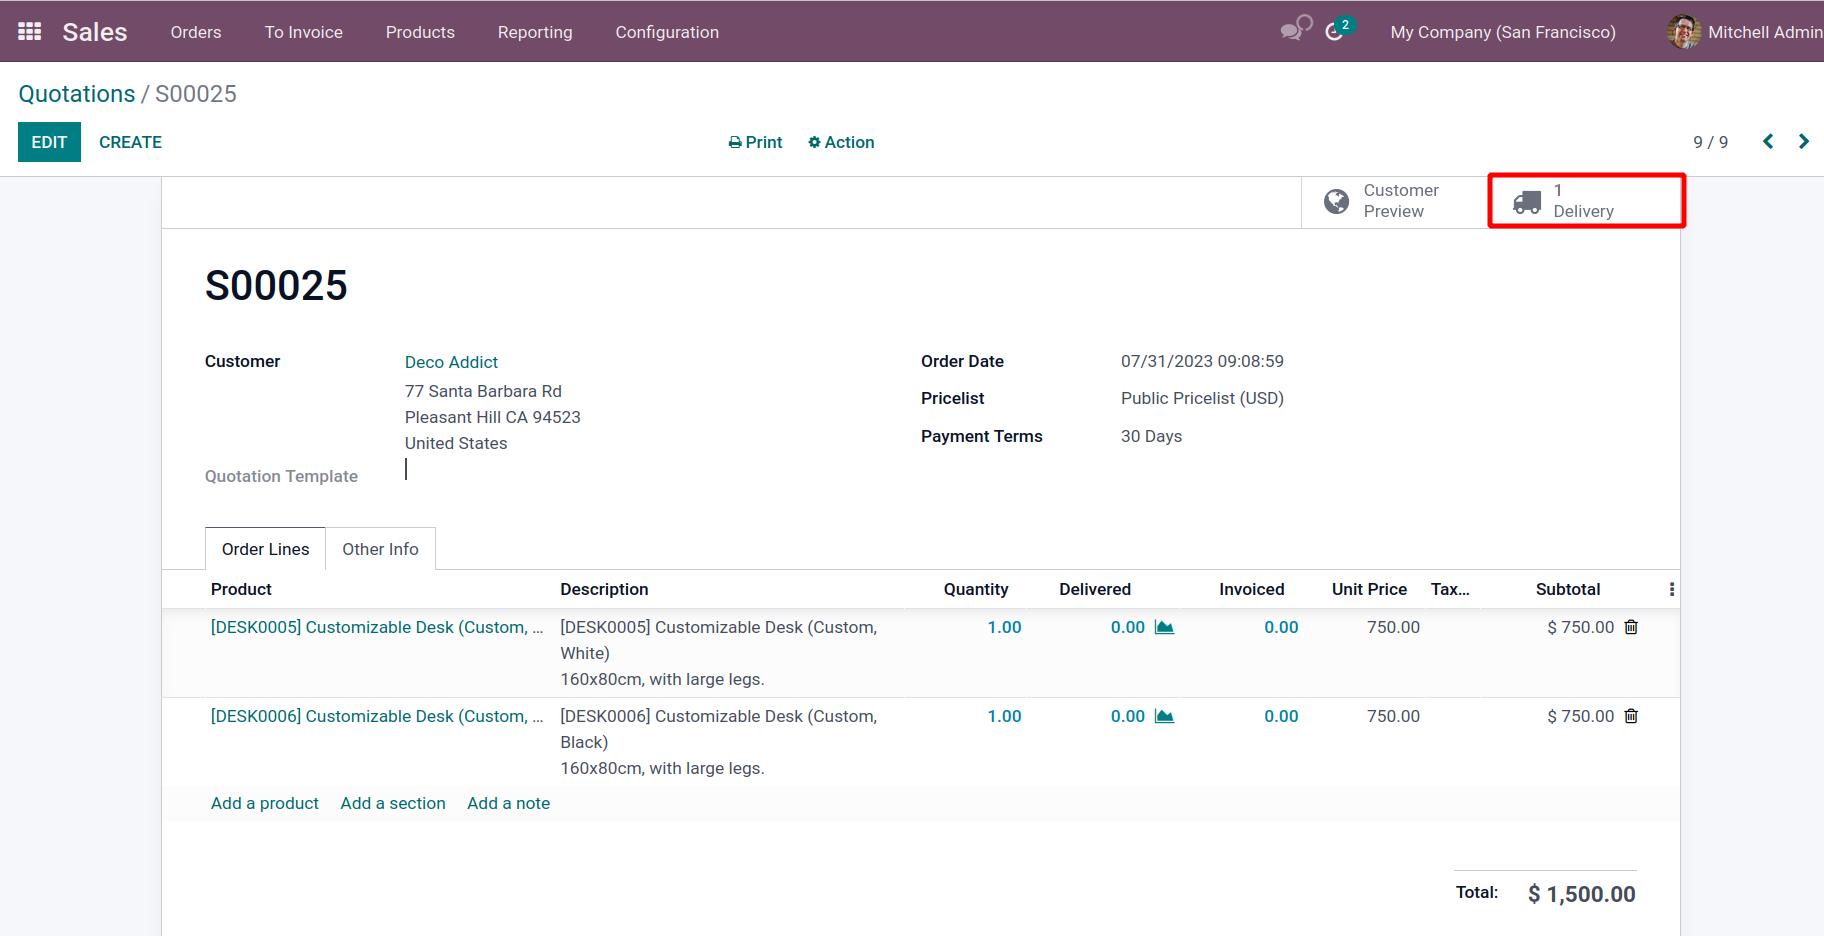 Sales Orders To Invoice Products Reporting Configuration 2 My Company (San Francisco) Mitchell Admin
Quotations / S00025
EDIT CREATE Print Action 9 / 9
Customer Preview
1 Delivery
S00025
Customer Deco Addict
77 Santa Barbara Rd
Pleasant Hill CA 94523
United States
Quotation Template
Order Date 07/31/2023 09:08:59
Pricelist Public Pricelist (USD)
Payment Terms 30 Days
Order Lines Other Info
Product Description Quantity Delivered Invoiced Unit Price Tax... Subtotal
[DESK0005] Customizable Desk (Custom, ... [DESK0005] Customizable Desk (Custom, 1.00 0.00 0.00 750.00 $ 750.00
White)
160x80cm, with large legs.
[DESK0006] Customizable Desk (Custom, ... [DESK0006] Customizable Desk (Custom, 1.00 0.00 0.00 750.00 $ 750.00
Black)
160x80cm, with large legs.
Add a product Add a section Add a note
Total: $ 1,500.00